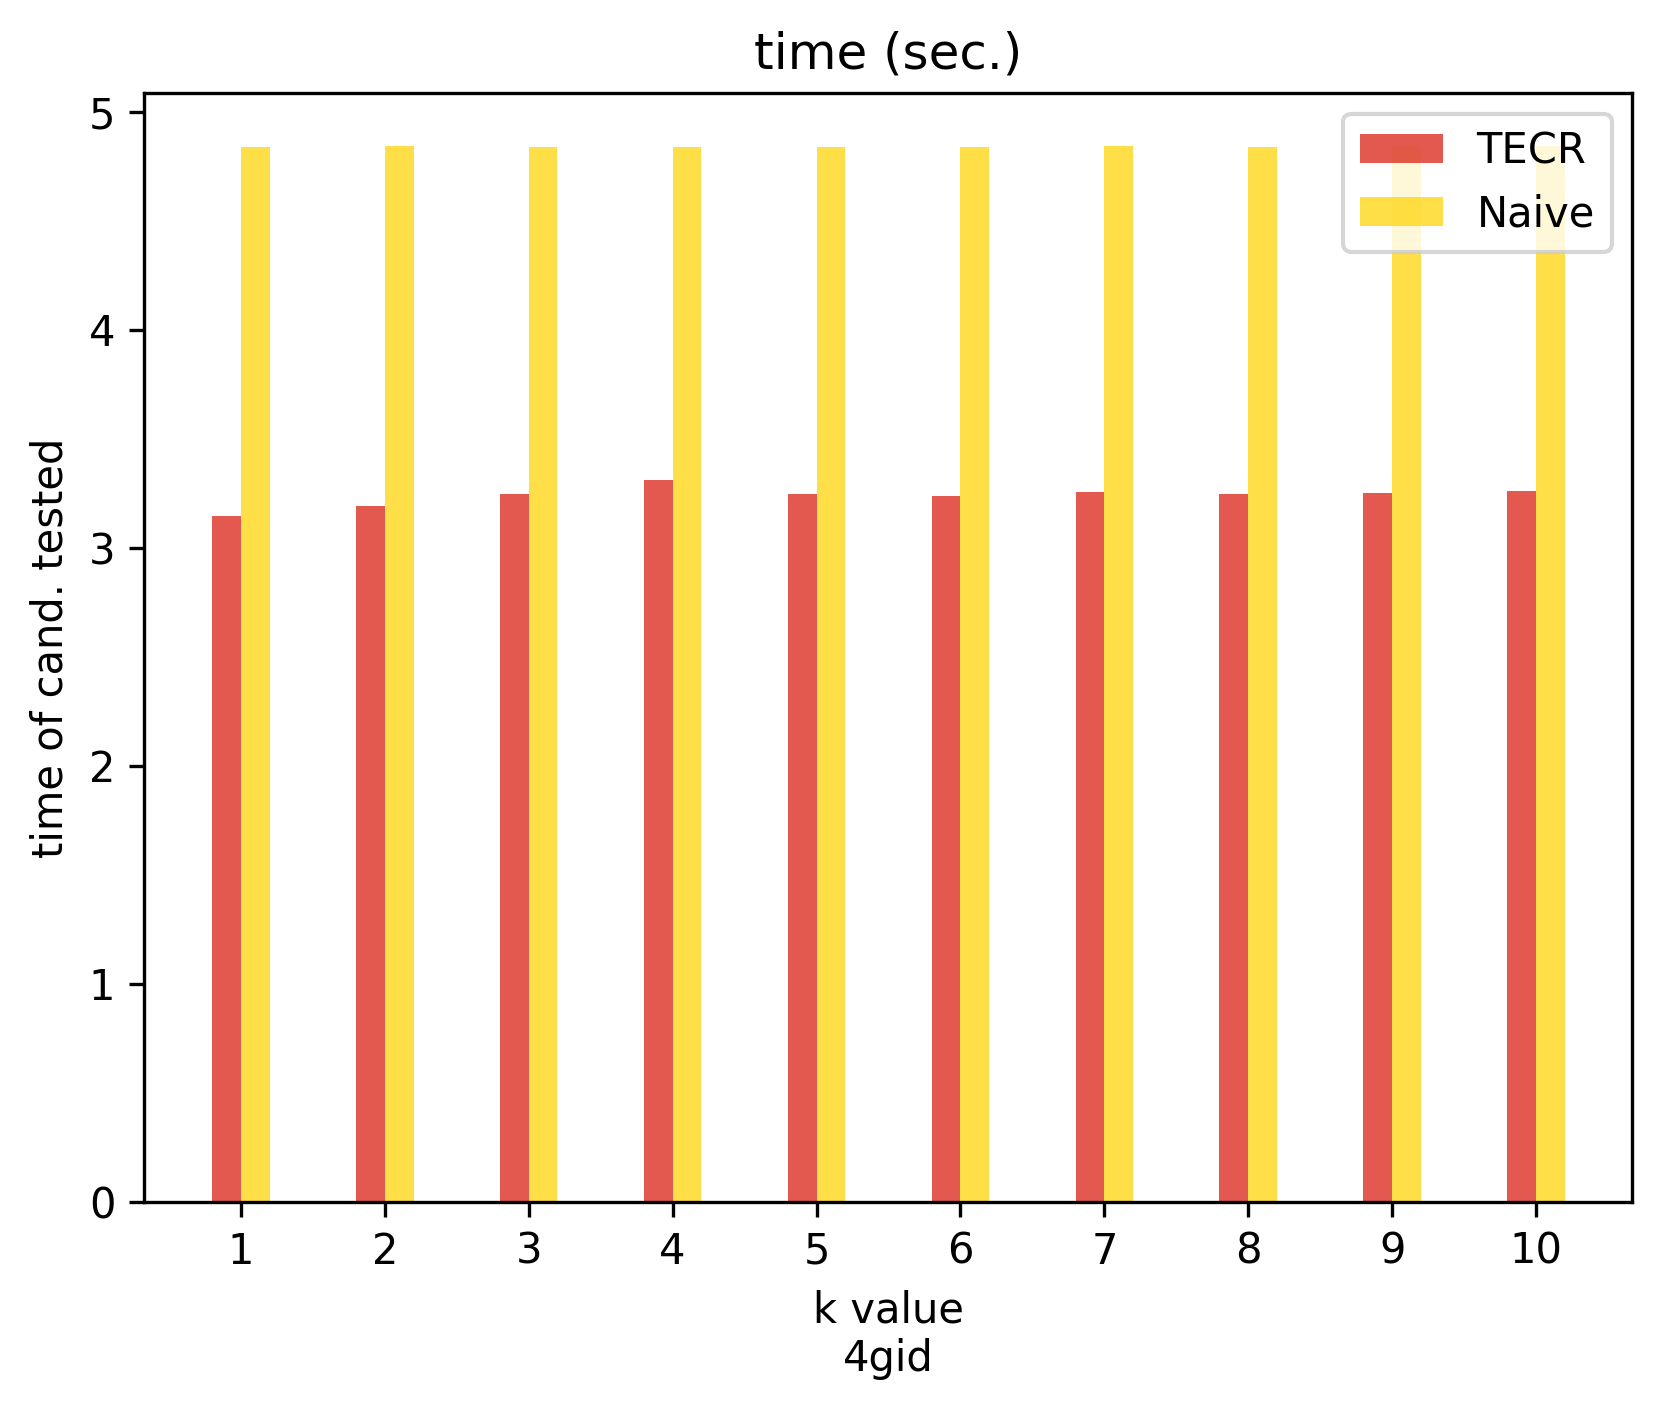 time (sec.)
TECR
Naive
time of cand. tested
5
4
3
2
1
0
1 2 3 4 5 6 7 8 9 10
k value
4gid